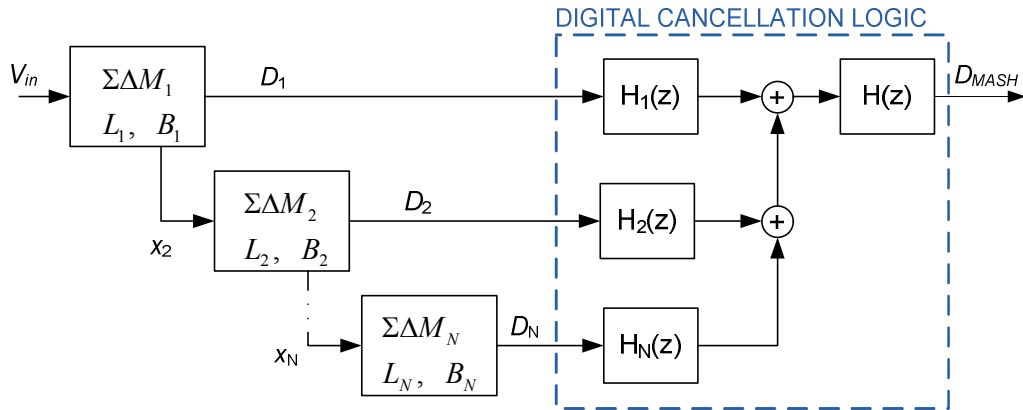 DIGITAL CANCELLATION LOGIC
V_in
ΣΔM_1
L_1, B_1
D_1
H_1(z)
+
H(z)
D_MASH
x_2
ΣΔM_2
L_2, B_2
D_2
H_2(z)
+
x_N
ΣΔM_N
L_N, B_N
D_N
H_N(z)